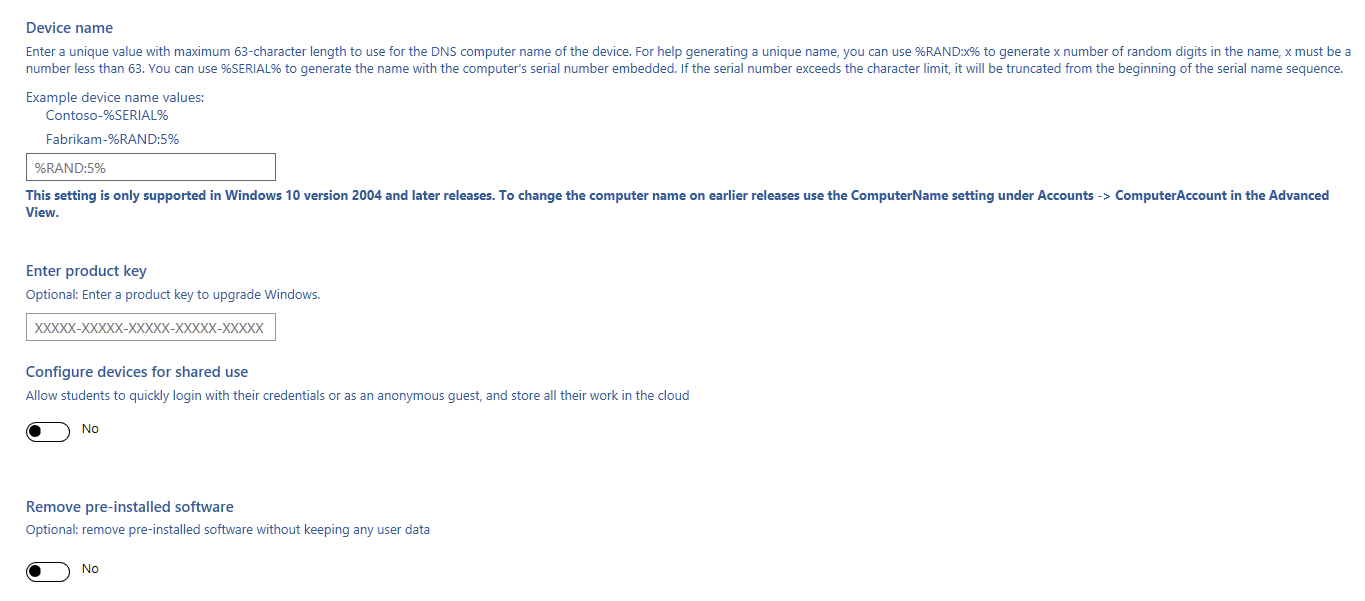 Device name
Enter a unique value with maximum 63-character length to use for the DNS computer name of the device. For help generating a unique name, you can use %RAND:x% to generate x number of random digits in the name, x must be a
number less than 63. You can use %SERIAL% to generate the name with the computer's serial number embedded. If the serial number exceeds the character limit, it will be truncated from the beginning of the serial name sequence.
Example device name values:
Contoso-%SERIAL%
Fabrikam-%RAND:5%
%RAND:5%
This setting is only supported in Windows 10 version 2004 and later releases. To change the computer name on earlier releases use the ComputerName setting under Accounts -> ComputerAccount in the Advanced
View.
Enter product key
Optional: Enter a product key to upgrade Windows.
XXXXX-XXXXX-XXXXX-XXXXX-XXXXX
Configure devices for shared use
Allow students to quickly login with their credentials or as an anonymous guest, and store all their work in the cloud
No
Remove pre-installed software
Optional: remove pre-installed software without keeping any user data
No